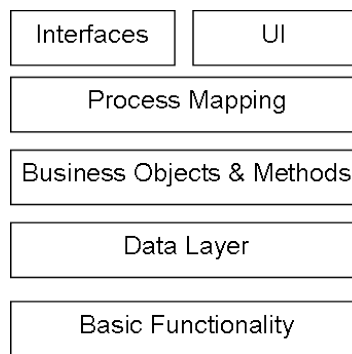 Interfaces
UI
Process Mapping
Business Objects & Methods
Data Layer
Basic Functionality